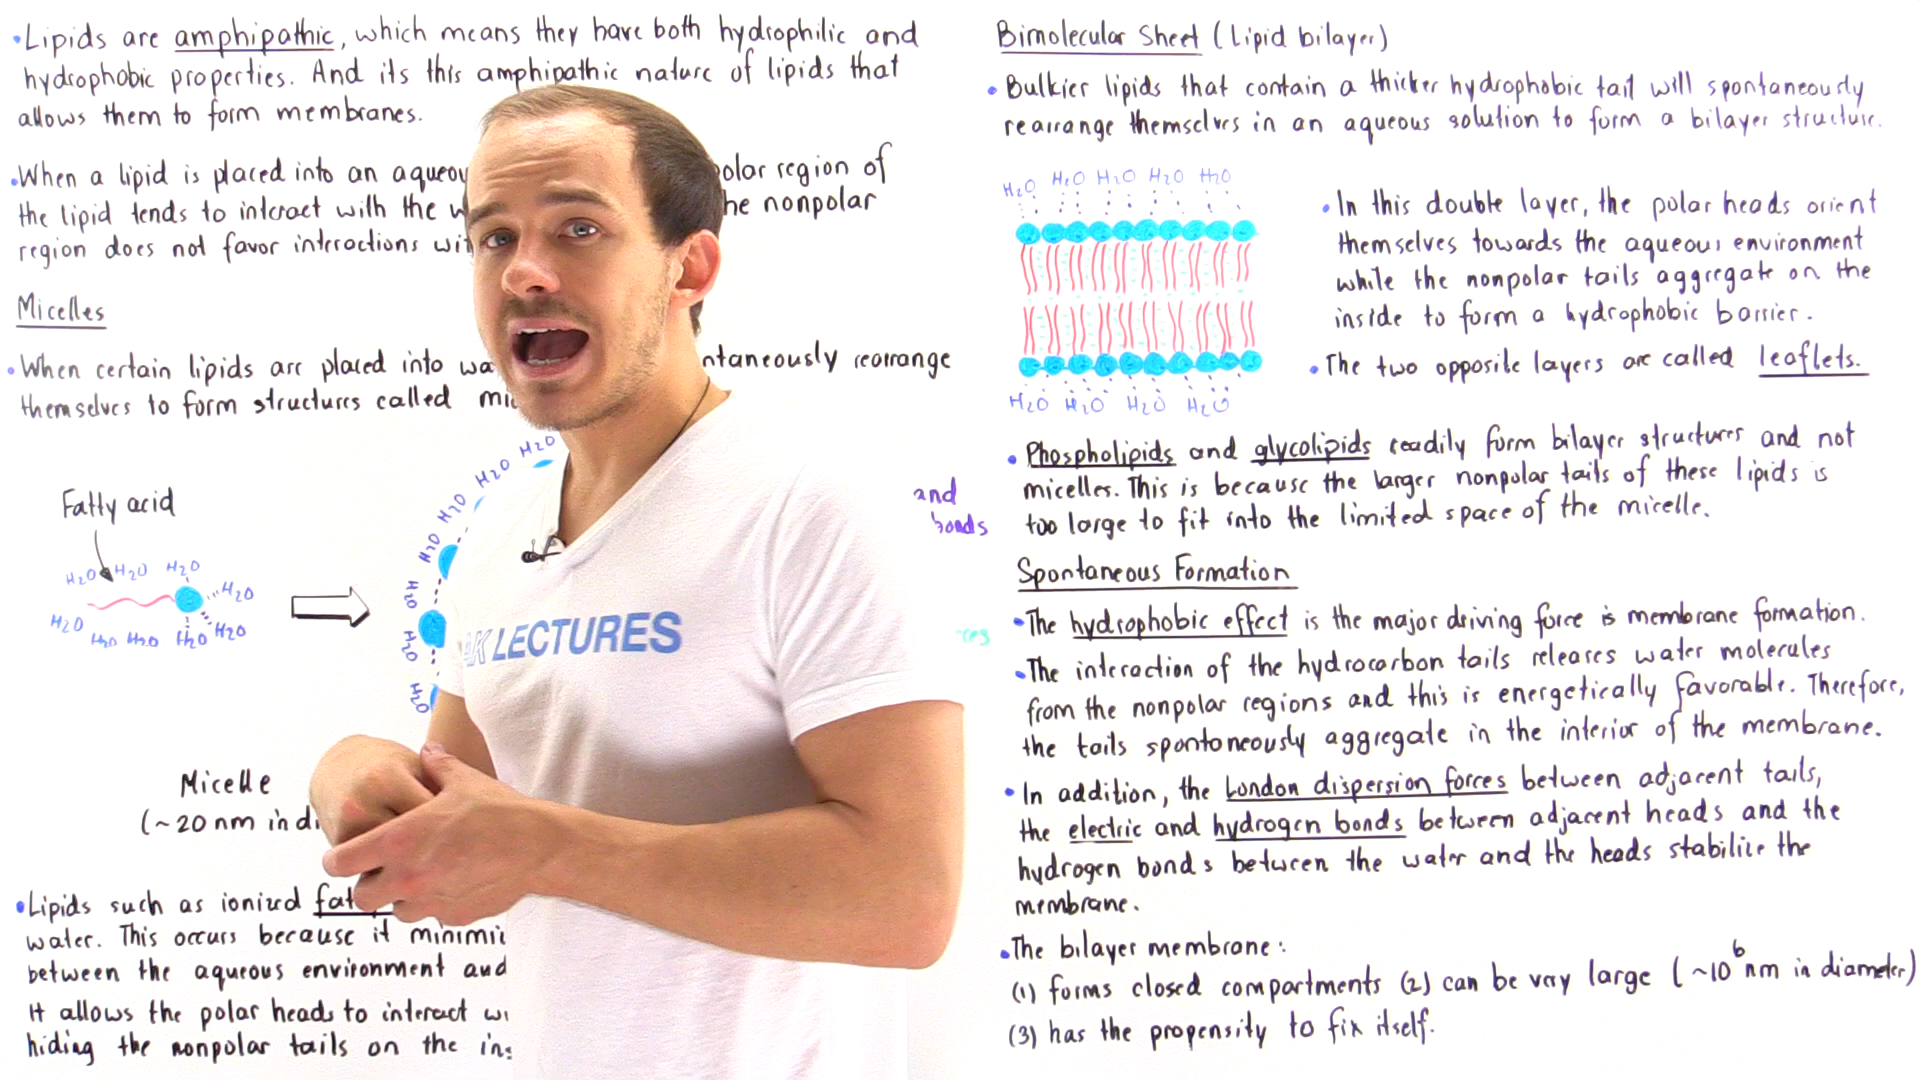 •Lipids are amphipathic, which means they have both hydrophilic and
hydrophobic properties. And its this amphipathic nature of lipids that
allows them to form membranes.
•When a lipid is placed into an aqueou
olar region of
the lipid tends to interact with the w
he nonpolar
region does not favor interactions wit
Micelles
•When certain lipids are placed into wa
ntaneously rearrange
themselves to form structures called mic
Fatty acid
H2O H2O H2O
H2O
H2O
H2O H2O H2O H2O
H2O
H2O
H2O
H2O
H2O
H2O
H2O
and
bonds
ces
Micelle
(~20 nm in di
•Lipids such as ionized fat
water. This occurs because it minimi
between the aqueous environment and
It allows the polar heads to interact wi
hiding the nonpolar tails on the ins
AK LECTURES
Bimolecular Sheet (Lipid bilayer)
•Bulkier lipids that contain a thicker hydrophobic tail will spontaneously
rearrange themselves in an aqueous solution to form a bilayer structure.
H2O H2O H2O H2O H2O
H2O H2O H2O H2O
•In this double layer, the polar heads orient
themselves towards the aqueous environment
while the nonpolar tails aggregate on the
inside to form a hydrophobic barrier.
•The two opposite layers are called leaflets.
•Phospholipids and glycolipids readily form bilayer structures and not
micelles. This is because the larger nonpolar tails of these lipids is
too large to fit into the limited space of the micelle.
Spontaneous Formation
•The hydrophobic effect is the major driving force is membrane formation.
•The interaction of the hydrocarbon tails releases water molecules
from the nonpolar regions and this is energetically favorable. Therefore,
the tails spontaneously aggregate in the interior of the membrane.
•In addition, the London dispersion forces between adjacent tails,
the electric and hydrogen bonds between adjacent heads and the
hydrogen bonds between the water and the heads stabilize the
membrane.
•The bilayer membrane:
(1) forms closed compartments (2) can be very large (~10^6 nm in diameter)
(3) has the propensity to fix itself.